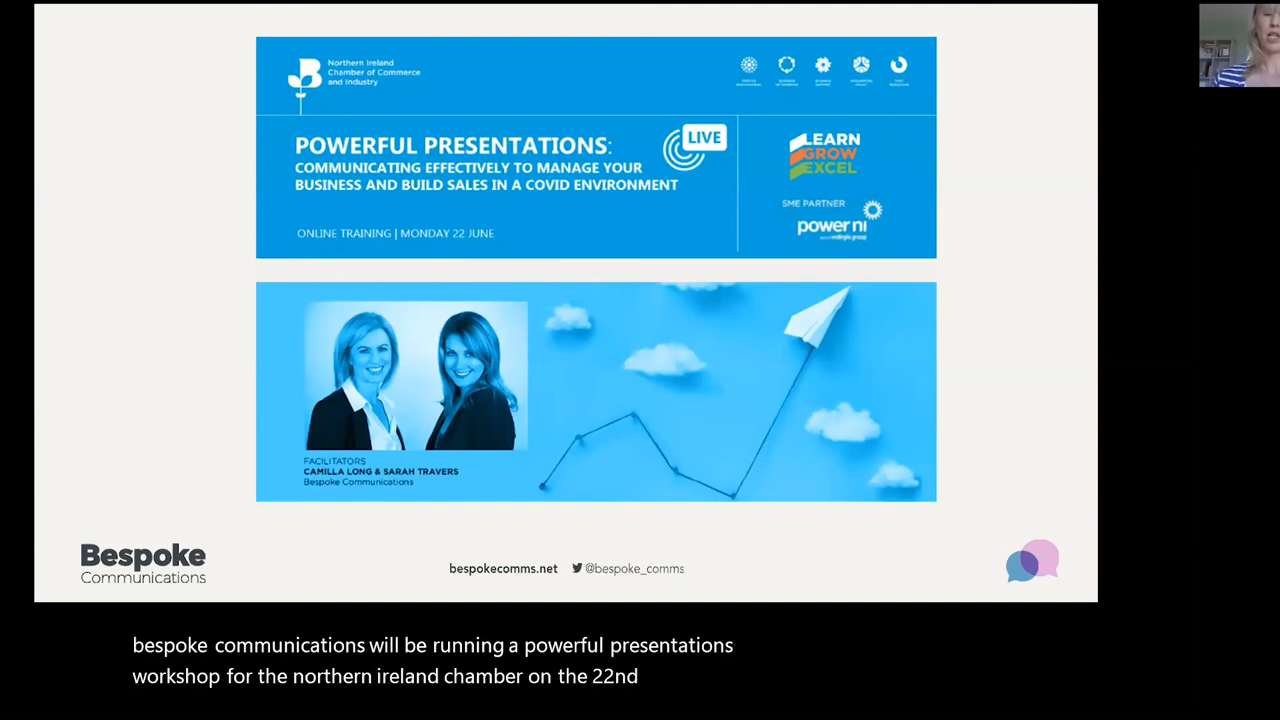 Northern Ireland
Chamber of Commerce
and Industry
POWERFUL PRESENTATIONS:
COMMUNICATING EFFECTIVELY TO MANAGE YOUR
BUSINESS AND BUILD SALES IN A COVID ENVIRONMENT
LIVE
ONLINE TRAINING | MONDAY 22 JUNE
LEARN
GROW
EXCEL
SME PARTNER
power ni
FACILITATORS
CAMILLA LONG & SARAH TRAVERS
Bespoke Communications
Bespoke
Communications
bespokecomms.net @bespoke_comms
bespoke communications will be running a powerful presentations
workshop for the northern ireland chamber on the 22nd